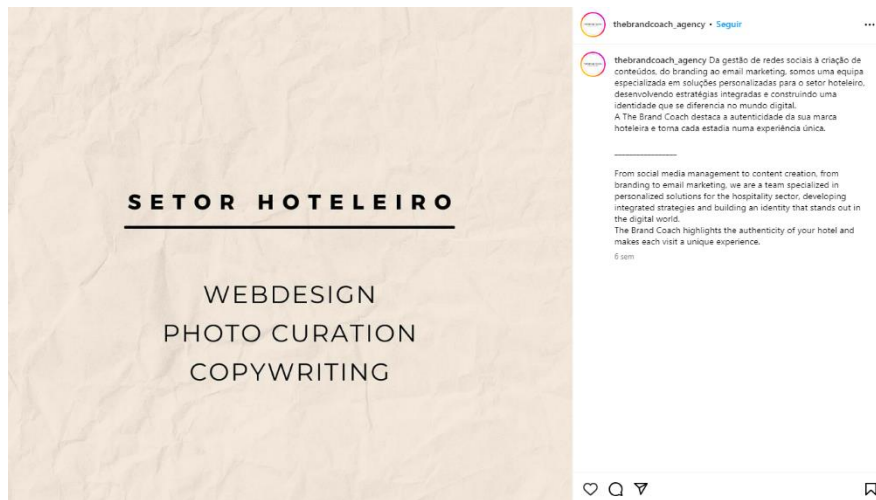 SETOR HOTELEIRO
WEBDESIGN
PHOTO CURATION
COPYWRITING
thebrandcoach_agency • Seguir
thebrandcoach_agency Da gestão de redes sociais à criação de
conteúdos, do branding ao email marketing, somos uma equipa
especializada em soluções personalizadas para o setor hoteleiro,
desenvolvendo estratégias integradas e construindo uma
identidade que se diferencia no mundo digital.
A The Brand Coach destaca a autenticidade da sua marca
hoteleira e torna cada estadia numa experiência única.
From social media management to content creation, from
branding to email marketing, we are a team specialized in
personalized solutions for the hospitality sector, developing
integrated strategies and building an identity that stands out in
the digital world.
The Brand Coach highlights the authenticity of your hotel and
makes each visit a unique experience.
6 sem